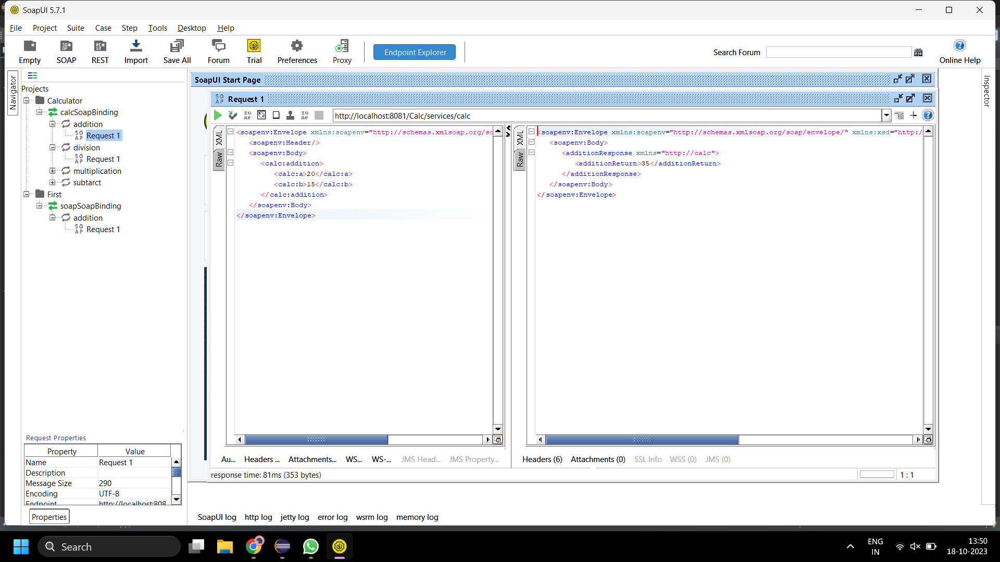 SoapUI 5.7.1
File Project Suite Case Step Tools Desktop Help
Empty SOAP REST Import Save All Forum Trial Preferences Proxy
Endpoint Explorer
Search Forum
Online Help
Navigator
Projects
Calculator
calcSoapBinding
addition
Request 1
division
Request 1
multiplication
subtarct
First
soapSoapBinding
addition
Request 1
Request Properties
Property Value
Name Request 1
Description
Message Size 290
Encoding UTF-8
Endpoint http://localhost:808
Properties
SoapUI Start Page
Request 1
http://localhost:8081/Calc/services/calc
XML
Raw
<soapenv:Envelope xmlns:soapenv="http://schemas.xmlsoap.org/so
<soapenv:Header/>
<soapenv:Body>
<calc:addition>
<calc:a>20</calc:a>
<calc:b>15</calc:b>
</calc:addition>
</soapenv:Body>
</soapenv:Envelope>
XML
Raw
<soapenv:Envelope xmlns:soapenv="http://schemas.xmlsoap.org/soap/envelope/" xmlns:xsd="http:/
<soapenv:Body>
<additionResponse xmlns="http://calc">
<additionReturn>35</additionReturn>
</additionResponse>
</soapenv:Body>
</soapenv:Envelope>
Au... Headers ... Attachments... WS... WS-... JMS Head... JMS Property...
Headers (6) Attachments (0) SSL Info WSS (0) JMS (0)
response time: 81ms (353 bytes)
1 : 1
Inspector
SoapUI log http log jetty log error log wsrm log memory log
Search
ENG
IN
13:50
18-10-2023